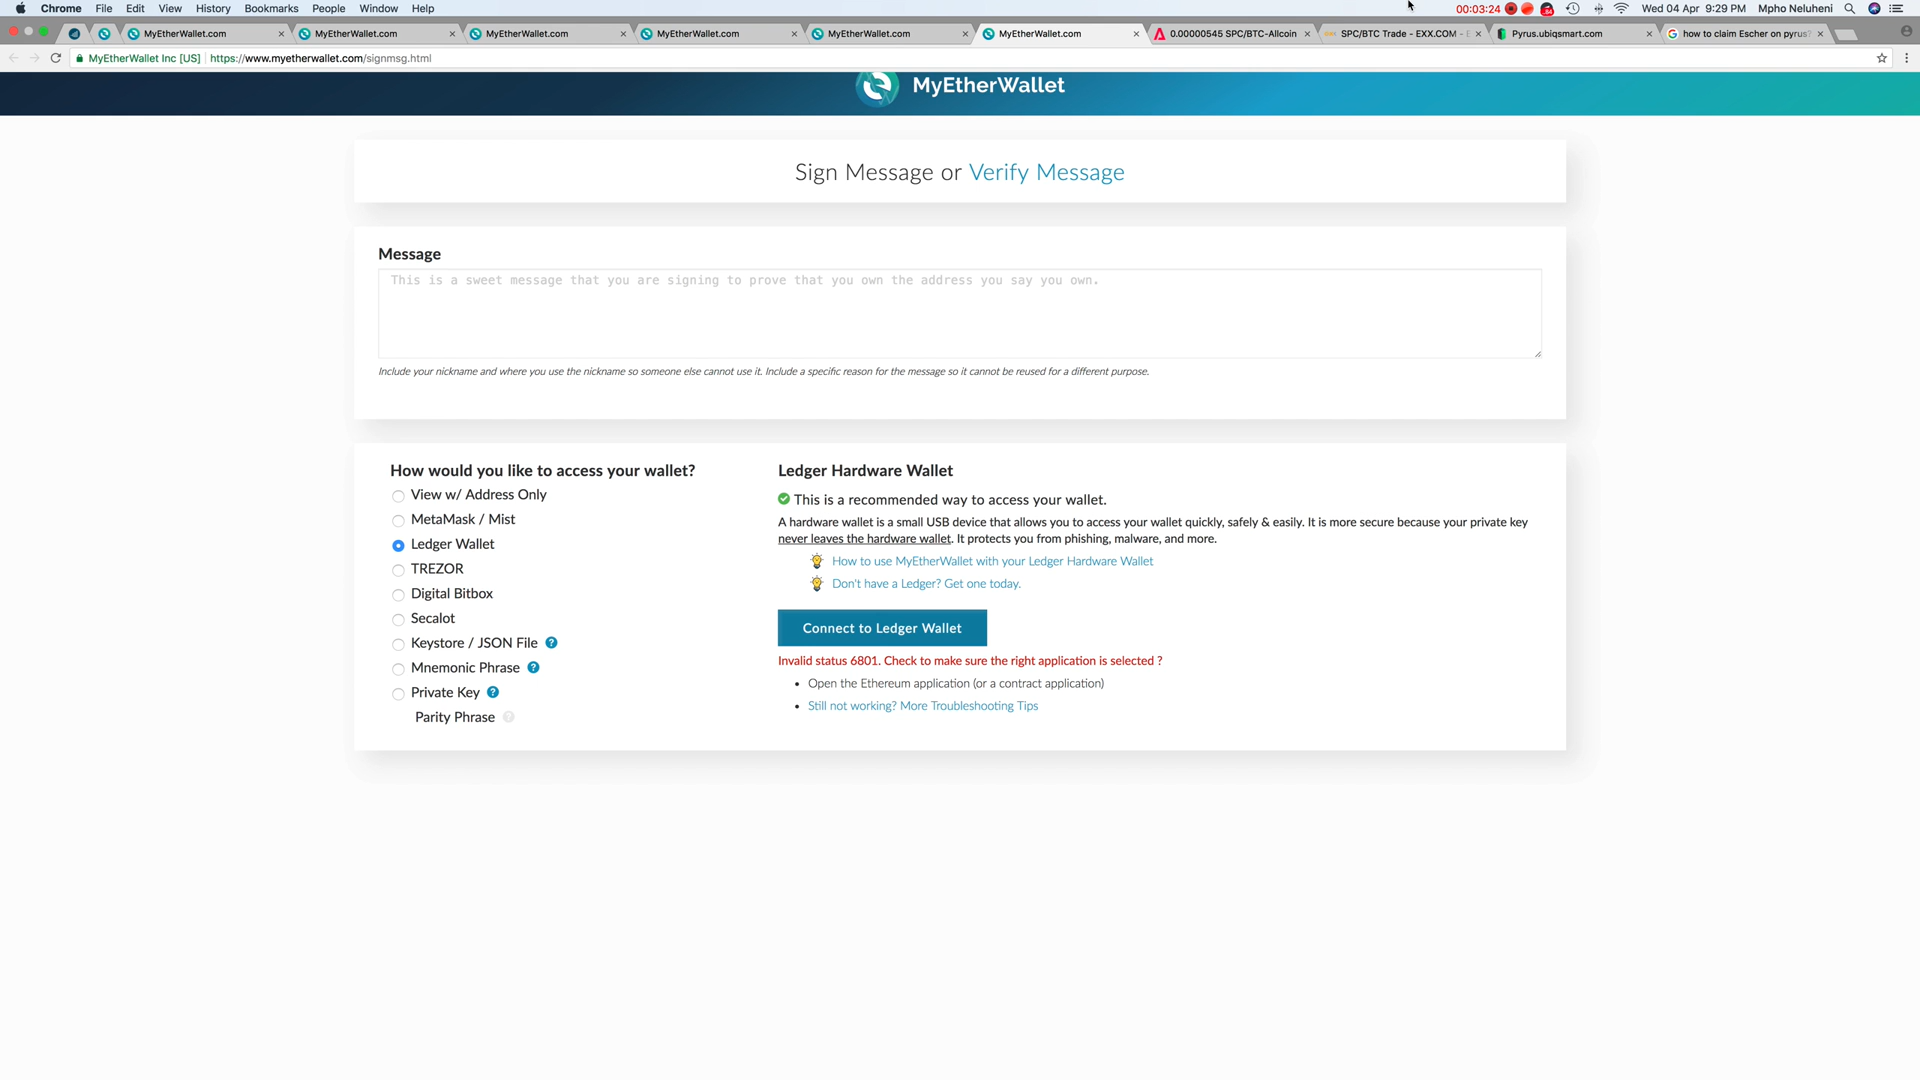 Chrome File Edit View History Bookmarks People Window Help 00:03:24 Wed 04 Apr 9:29 PM Mpho Neluheni
MyEtherWallet.com MyEtherWallet.com MyEtherWallet.com MyEtherWallet.com MyEtherWallet.com MyEtherWallet.com 0.00000545 SPC/BTC-Allcoin SPC/BTC Trade - EXX.COM - Pyrus.ubiqsmart.com how to claim Escher on pyrus?
MyEtherWallet Inc [US] https://www.myetherwallet.com/signmsg.html
MyEtherWallet
Sign Message or Verify Message
Message
This is a sweet message that you are signing to prove that you own the address you say you own.
Include your nickname and where you use the nickname so someone else cannot use it. Include a specific reason for the message so it cannot be reused for a different purpose.
How would you like to access your wallet?
View w/ Address Only
MetaMask / Mist
Ledger Wallet
TREZOR
Digital Bitbox
Secalot
Keystore / JSON File ?
Mnemonic Phrase ?
Private Key ?
Parity Phrase ?
Ledger Hardware Wallet
This is a recommended way to access your wallet.
A hardware wallet is a small USB device that allows you to access your wallet quickly, safely & easily. It is more secure because your private key
never leaves the hardware wallet. It protects you from phishing, malware, and more.
How to use MyEtherWallet with your Ledger Hardware Wallet
Don't have a Ledger? Get one today.
Connect to Ledger Wallet
Invalid status 6801. Check to make sure the right application is selected ?
• Open the Ethereum application (or a contract application)
• Still not working? More Troubleshooting Tips